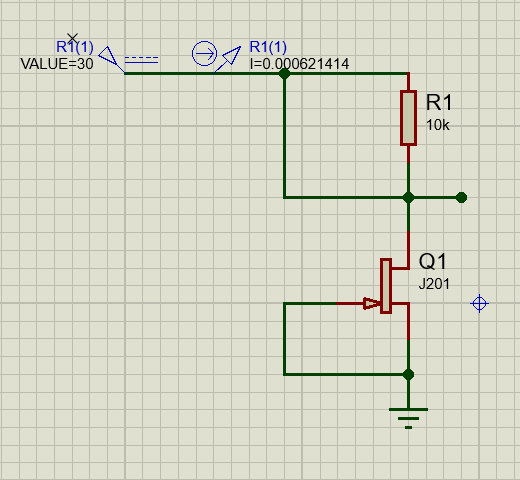 R1(1)
VALUE=30
R1(1)
I=0.000621414
R1
10k
Q1
J201